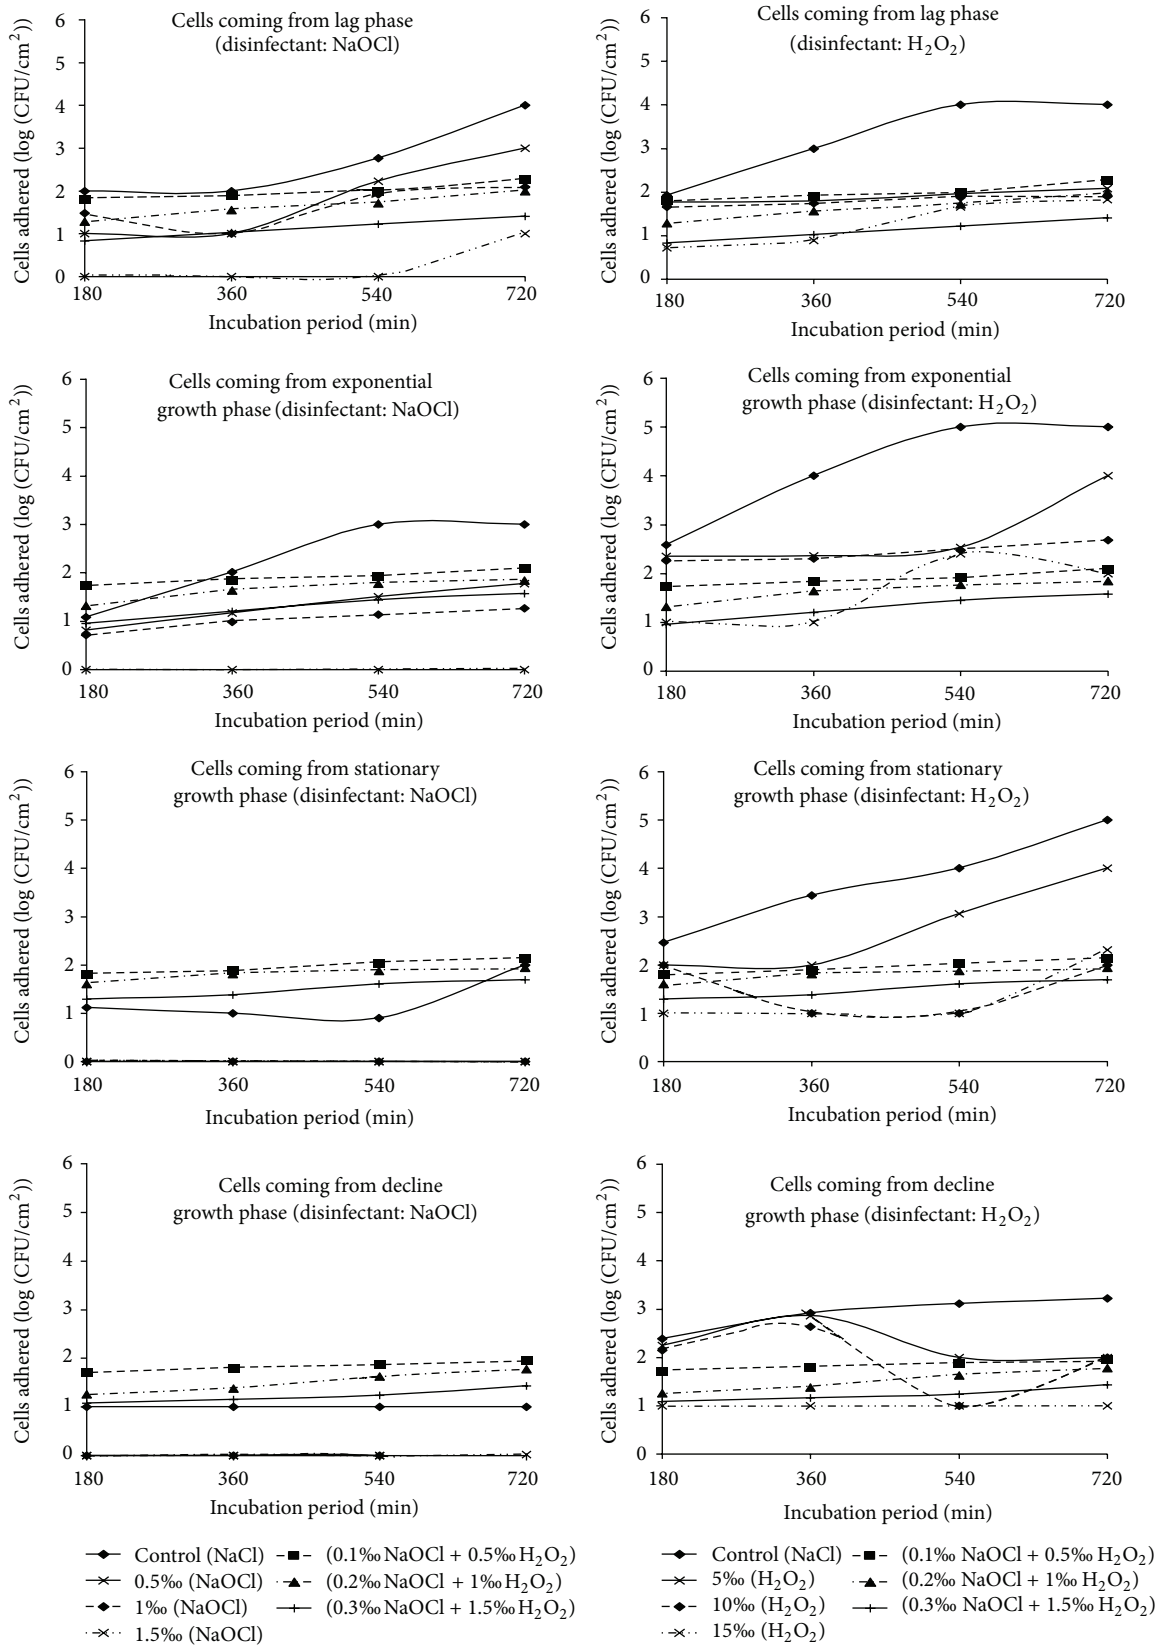 Cells coming from lag phase
(disinfectant: NaOCl)
Cells adhered (log (CFU/cm²))
6
5
4
3
2
1
0
180 360 540 720
Incubation period (min)
Cells coming from lag phase
(disinfectant: H₂O₂)
Cells adhered (log (CFU/cm²))
6
5
4
3
2
1
0
180 360 540 720
Incubation period (min)
Cells coming from exponential
growth phase (disinfectant: NaOCl)
Cells adhered (log (CFU/cm²))
6
5
4
3
2
1
0
180 360 540 720
Incubation period (min)
Cells coming from exponential
growth phase (disinfectant: H₂O₂)
Cells adhered (log (CFU/cm²))
6
5
4
3
2
1
0
180 360 540 720
Incubation period (min)
Cells coming from stationary
growth phase (disinfectant: NaOCl)
Cells adhered (log (CFU/cm²))
6
5
4
3
2
1
0
180 360 540 720
Incubation period (min)
Cells coming from stationary
growth phase (disinfectant: H₂O₂)
Cells adhered (log (CFU/cm²))
6
5
4
3
2
1
0
180 360 540 720
Incubation period (min)
Cells coming from decline
growth phase (disinfectant: NaOCl)
Cells adhered (log (CFU/cm²))
6
5
4
3
2
1
0
180 360 540 720
Incubation period (min)
Cells coming from decline
growth phase (disinfectant: H₂O₂)
Cells adhered (log (CFU/cm²))
6
5
4
3
2
1
0
180 360 540 720
Incubation period (min)
Control (NaCl)
0.5‰ (NaOCl)
1‰ (NaOCl)
1.5‰ (NaOCl)
(0.1‰ NaOCl + 0.5‰ H₂O₂)
(0.2‰ NaOCl + 1‰ H₂O₂)
(0.3‰ NaOCl + 1.5‰ H₂O₂)
Control (NaCl)
5‰ (H₂O₂)
10‰ (H₂O₂)
15‰ (H₂O₂)
(0.1‰ NaOCl + 0.5‰ H₂O₂)
(0.2‰ NaOCl + 1‰ H₂O₂)
(0.3‰ NaOCl + 1.5‰ H₂O₂)